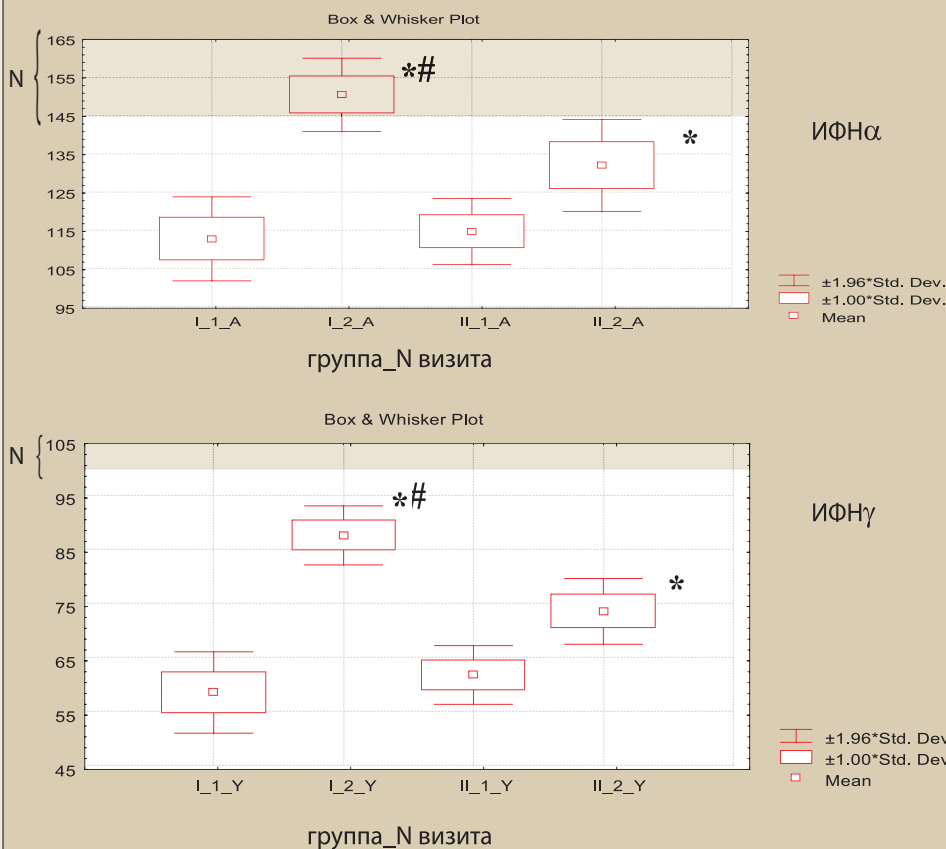 Box & Whisker Plot
N {
165
155
145
135
125
115
105
95
*#
*
ИФНα
±1.96*Std. Dev.
±1.00*Std. Dev.
Mean
I_1_A I_2_A II_1_A II_2_A
группа_N визита
Box & Whisker Plot
N {
105
95
85
75
65
55
45
*#
*
ИФНγ
±1.96*Std. Dev
±1.00*Std. Dev
Mean
I_1_Y I_2_Y II_1_Y II_2_Y
группа_N визита